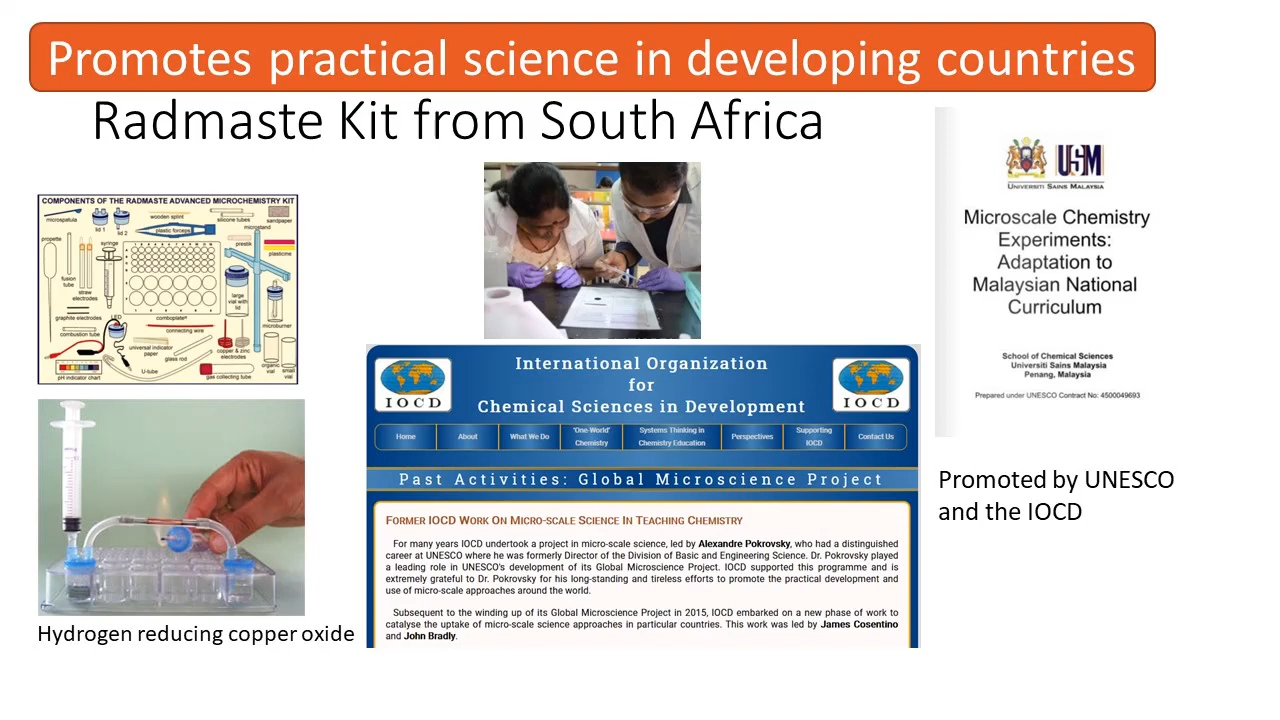 Promotes practical science in developing countries
Radmaste Kit from South Africa
COMPONENTS OF THE RADMASTE ADVANCED MICROCHEMISTRY KIT
microspatula
lid 1
lid 2
wooden splint
silicone tubes
sandpaper
plastic forceps
microstand
propette
syringe
prestik
plasticine
fusion
tube
straw
electrodes
large
vial with
lid
graphite electrodes
LED
comboplate®
microburner
combustion tube
connecting wire
universal indicator
paper
glass rod
copper & zinc
electrodes
organic
vial
small
vial
pH indicator chart
U-tube
gas collecting tube
Hydrogen reducing copper oxide
IOCD
International Organization
for
Chemical Sciences in Development
IOCD
Home
About
What We Do
'One-World'
Chemistry
Systems Thinking in
Chemistry Education
Perspectives
Supporting
IOCD
Contact Us
Past Activities: Global Microscience Project
Former IOCD Work On Micro-scale Science In Teaching Chemistry
For many years IOCD undertook a project in micro-scale science, led by Alexandre Pokrovsky, who had a distinguished
career at UNESCO where he was formerly Director of the Division of Basic and Engineering Science. Dr. Pokrovsky played
a leading role in UNESCO's development of its Global Microscience Project. IOCD supported this programme and is
extremely grateful to Dr. Pokrovsky for his long-standing and tireless efforts to promote the practical development and
use of micro-scale approaches around the world.
Subsequent to the winding up of its Global Microscience Project in 2015, IOCD embarked on a new phase of work to
catalyse the uptake of micro-scale science approaches in particular countries. This work was led by James Cosentino
and John Bradly.
USM
Universiti Sains Malaysia
Microscale Chemistry
Experiments:
Adaptation to
Malaysian National
Curriculum
School of Chemical Sciences
Universiti Sains Malaysia
Penang, Malaysia
Prepared under UNESCO Contract No: 4500049693
Promoted by UNESCO
and the IOCD